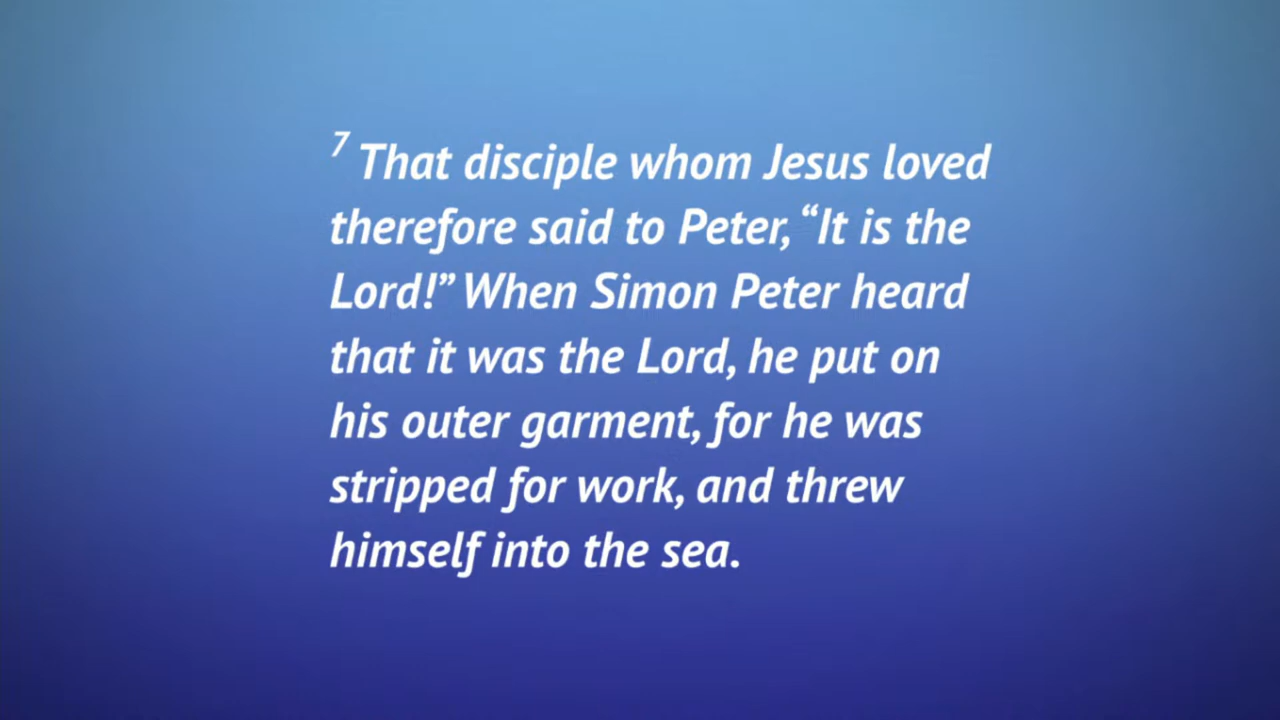 7 That disciple whom Jesus loved
therefore said to Peter, “It is the
Lord!” When Simon Peter heard
that it was the Lord, he put on
his outer garment, for he was
stripped for work, and threw
himself into the sea.